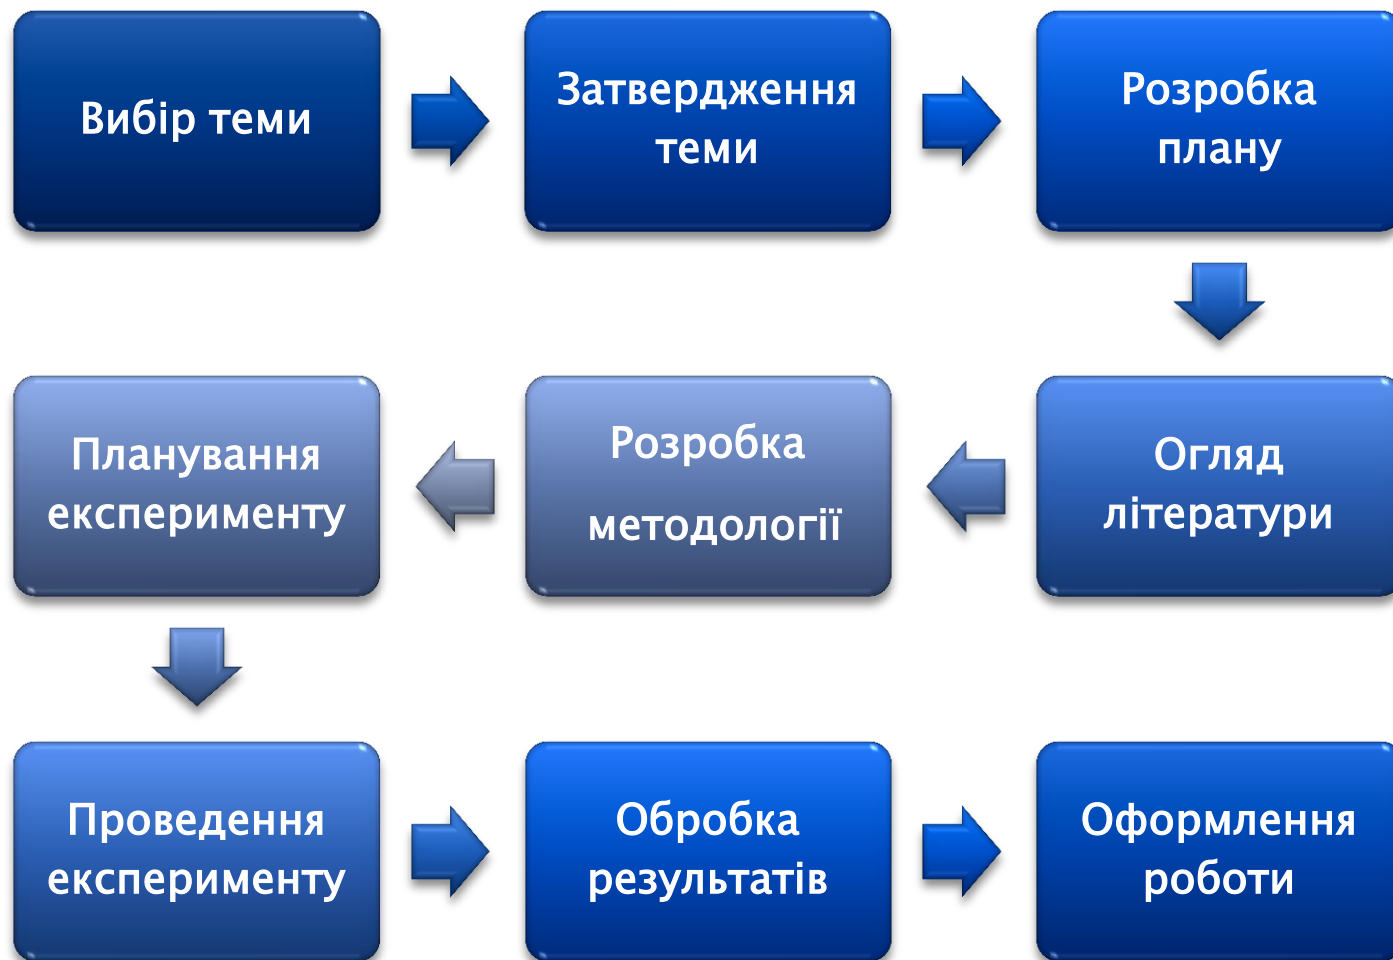 Вибір теми
Затвердження
теми
Розробка
плану
Огляд
літератури
Розробка
методології
Планування
експерименту
Проведення
експерименту
Обробка
результатів
Оформлення
роботи